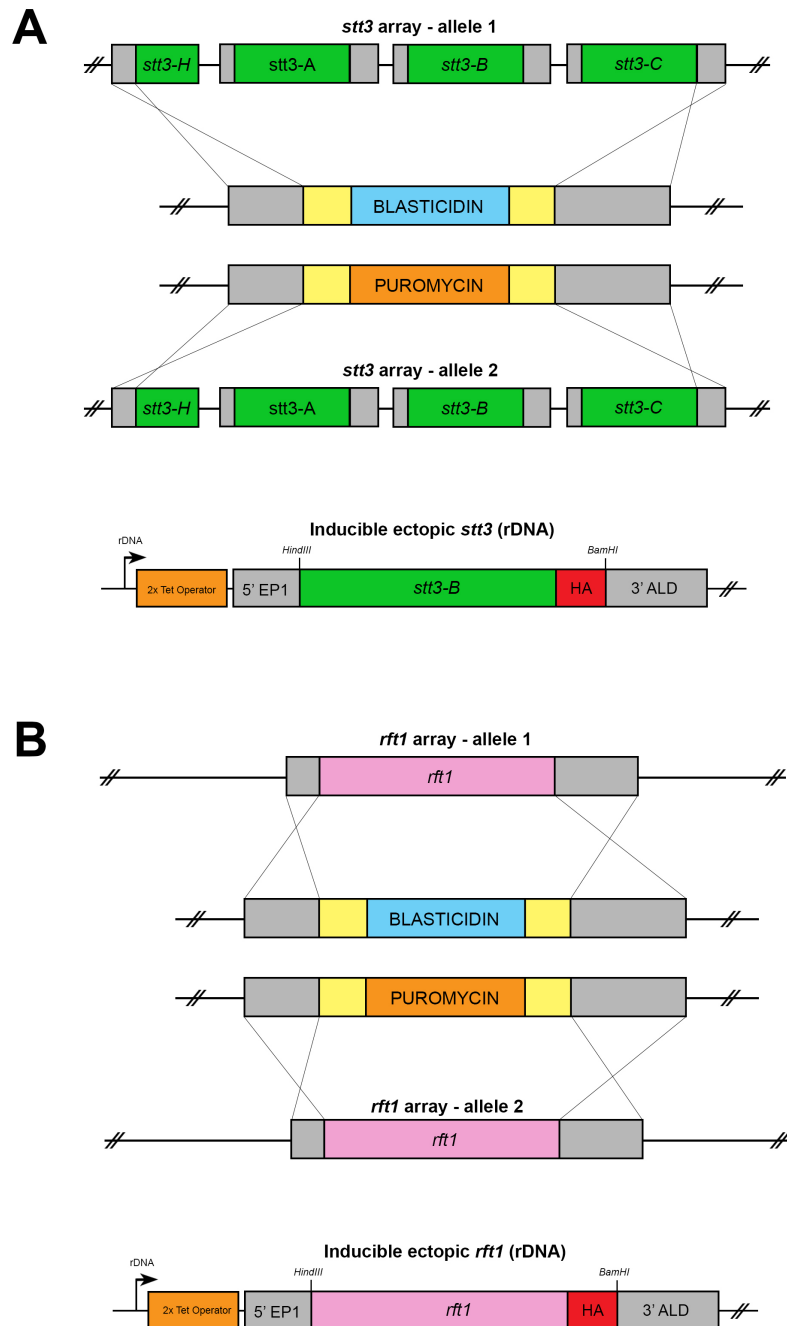 A
stt3 array - allele 1
stt3-H stt3-A stt3-B stt3-C
BLASTICIDIN
PUROMYCIN
stt3 array - allele 2
stt3-H stt3-A stt3-B stt3-C
Inducible ectopic stt3 (rDNA)
rDNA HindIII BamHI
2x Tet Operator 5' EP1 stt3-B HA 3' ALD
B
rft1 array - allele 1
rft1
BLASTICIDIN
PUROMYCIN
rft1 array - allele 2
rft1
Inducible ectopic rft1 (rDNA)
rDNA HindIII BamHI
2x Tet Operator 5' EP1 rft1 HA 3' ALD